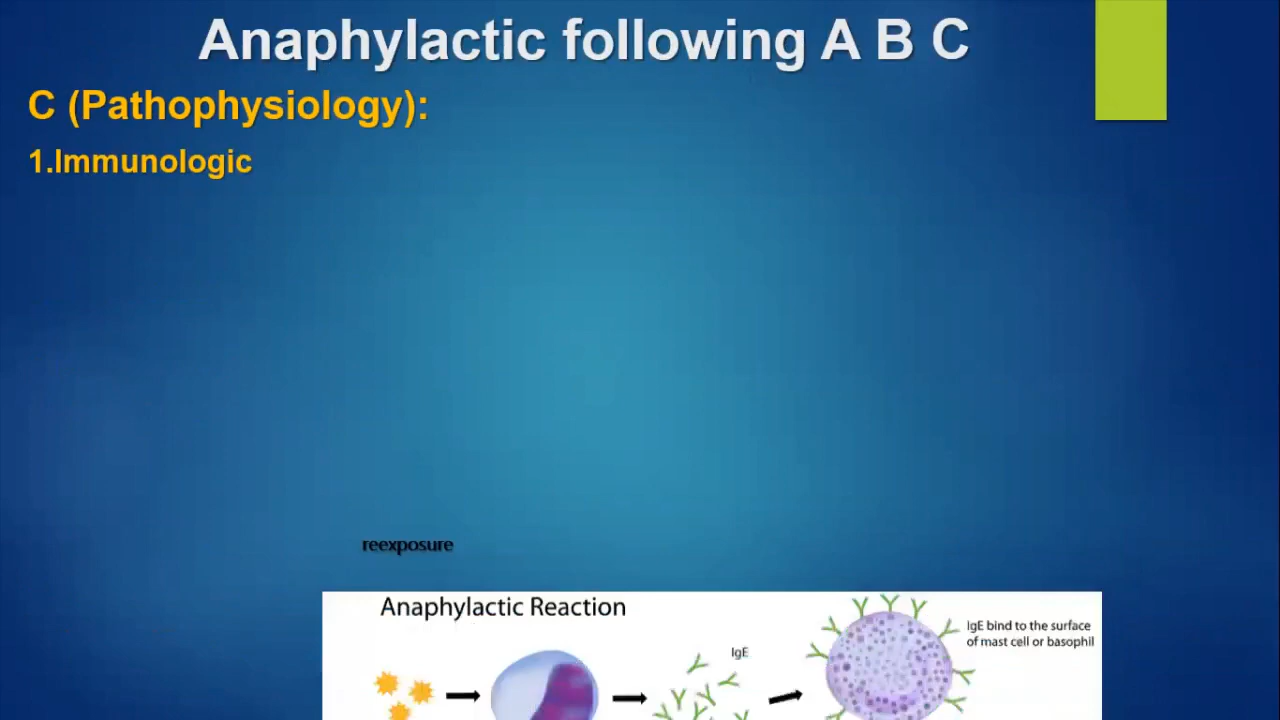 Anaphylactic following A B C
C (Pathophysiology):
1.Immunologic
reexposure
Anaphylactic Reaction
IgE
IgE bind to the surface
of mast cell or basophil